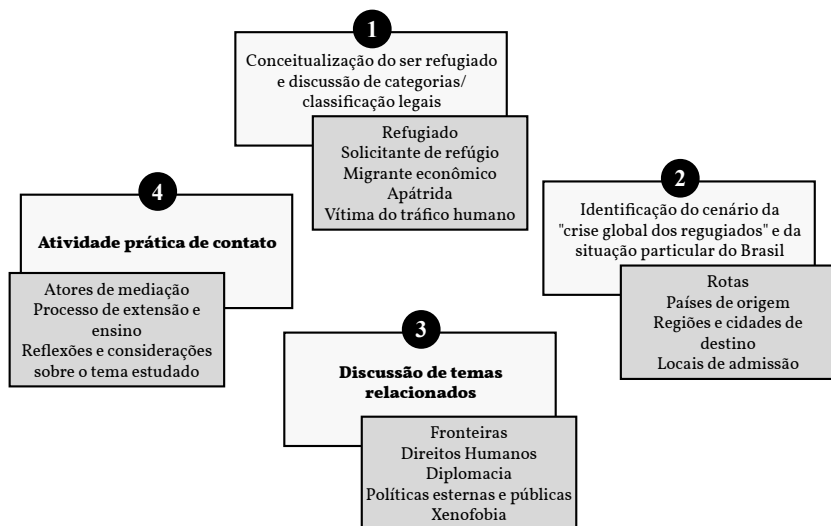 1
Conceitualização do ser refugiado
e discussão de categorias/
classificação legais
Refugiado
Solicitante de refúgio
Migrante econômico
Apátrida
Vítima do tráfico humano
2
Identificação do cenário da
"crise global dos regugiados" e da
situação particular do Brasil
Rotas
Países de origem
Regiões e cidades de
destino
Locais de admissão
3
Discussão de temas
relacionados
Fronteiras
Direitos Humanos
Diplomacia
Políticas esternas e públicas
Xenofobia
4
Atividade prática de contato
Atores de mediação
Processo de extensão e
ensino
Reflexões e considerações
sobre o tema estudado